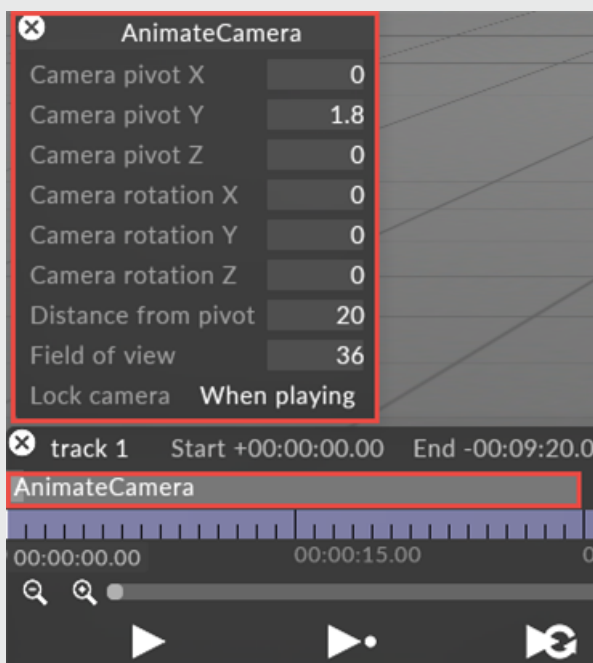 AnimateCamera
Camera pivot X 0
Camera pivot Y 1.8
Camera pivot Z 0
Camera rotation X 0
Camera rotation Y 0
Camera rotation Z 0
Distance from pivot 20
Field of view 36
Lock camera When playing
track 1 Start +00:00:00.00 End -00:09:20.0
AnimateCamera
00:00:00.00 00:00:15.00 0